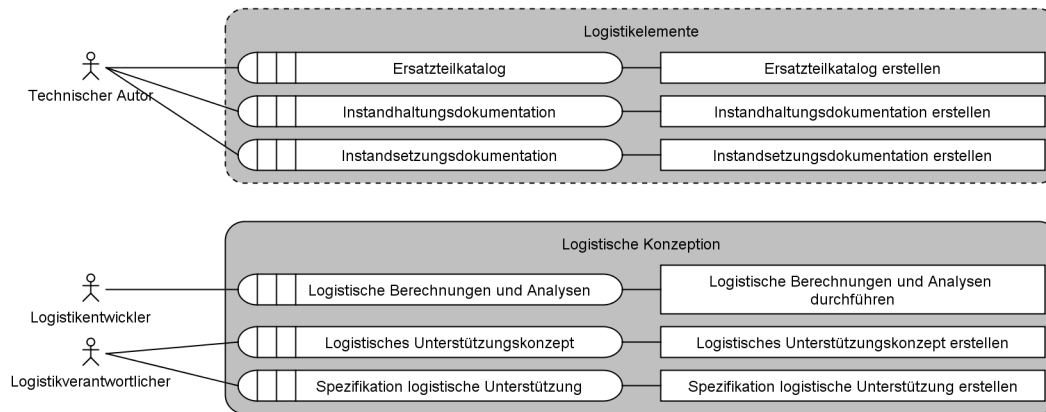 Logistikelemente
Technischer Autor
Ersatzteilkatalog
Ersatzteilkatalog erstellen
Instandhaltungsdokumentation
Instandhaltungsdokumentation erstellen
Instandsetzungsdokumentation
Instandsetzungsdokumentation erstellen
Logistische Konzeption
Logistikentwickler
Logistische Berechnungen und Analysen
Logistische Berechnungen und Analysen
durchführen
Logistikverantwortlicher
Logistisches Unterstützungskonzept
Logistisches Unterstützungskonzept erstellen
Spezifikation logistische Unterstützung
Spezifikation logistische Unterstützung erstellen